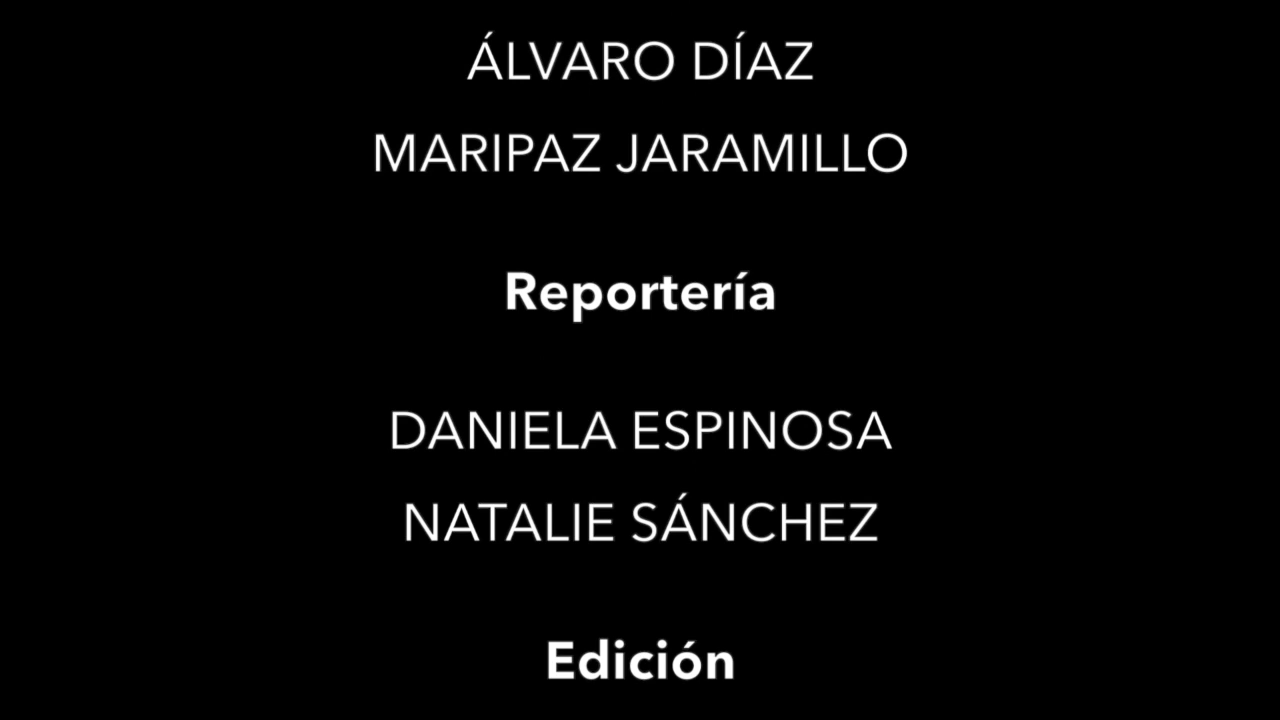 ÁLVARO DÍAZ
MARIPAZ JARAMILLO
Reportería
DANIELA ESPINOSA
NATALIE SÁNCHEZ
Edición